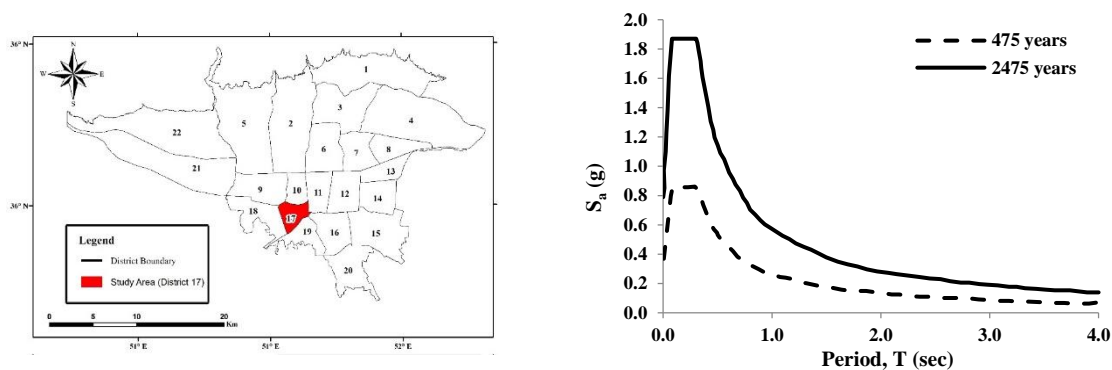 36° N
N
W
E
S
1
3
4
5
2
22
6
7
8
21
13
9
10
11
12
14
18
17
19
16
15
20
36° N
Legend
District Boundary
Study Area (District 17)
0 5 10 20
Km
51° E 51° E 52° E
2.0
1.8
1.6
1.4
1.2
1.0
0.8
0.6
0.4
0.2
0.0
Sa (g)
475 years
2475 years
0.0 1.0 2.0 3.0 4.0
Period, T (sec)